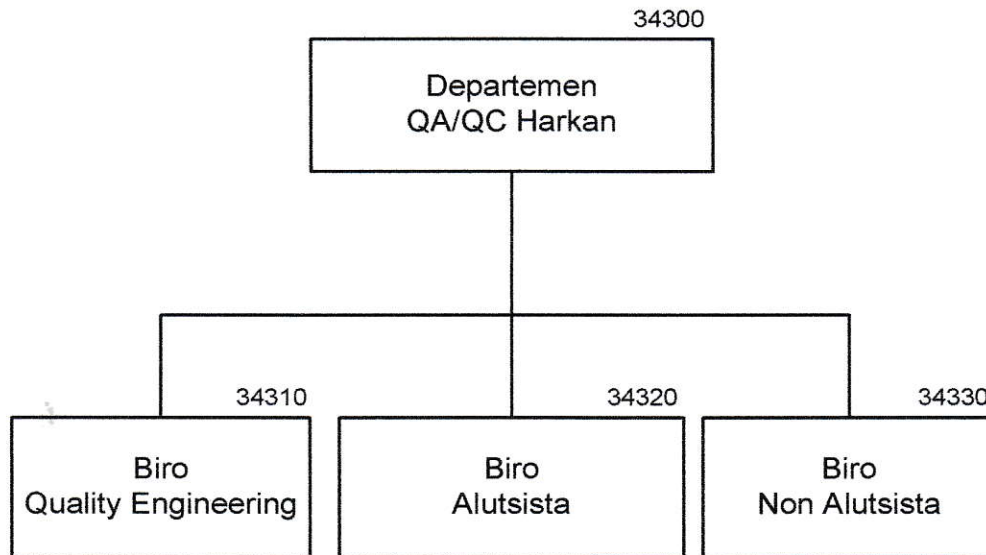 34300
Departemen
QA/QC Harkan
34310
Biro
Quality Engineering
34320
Biro
Alutsista
34330
Biro
Non Alutsista